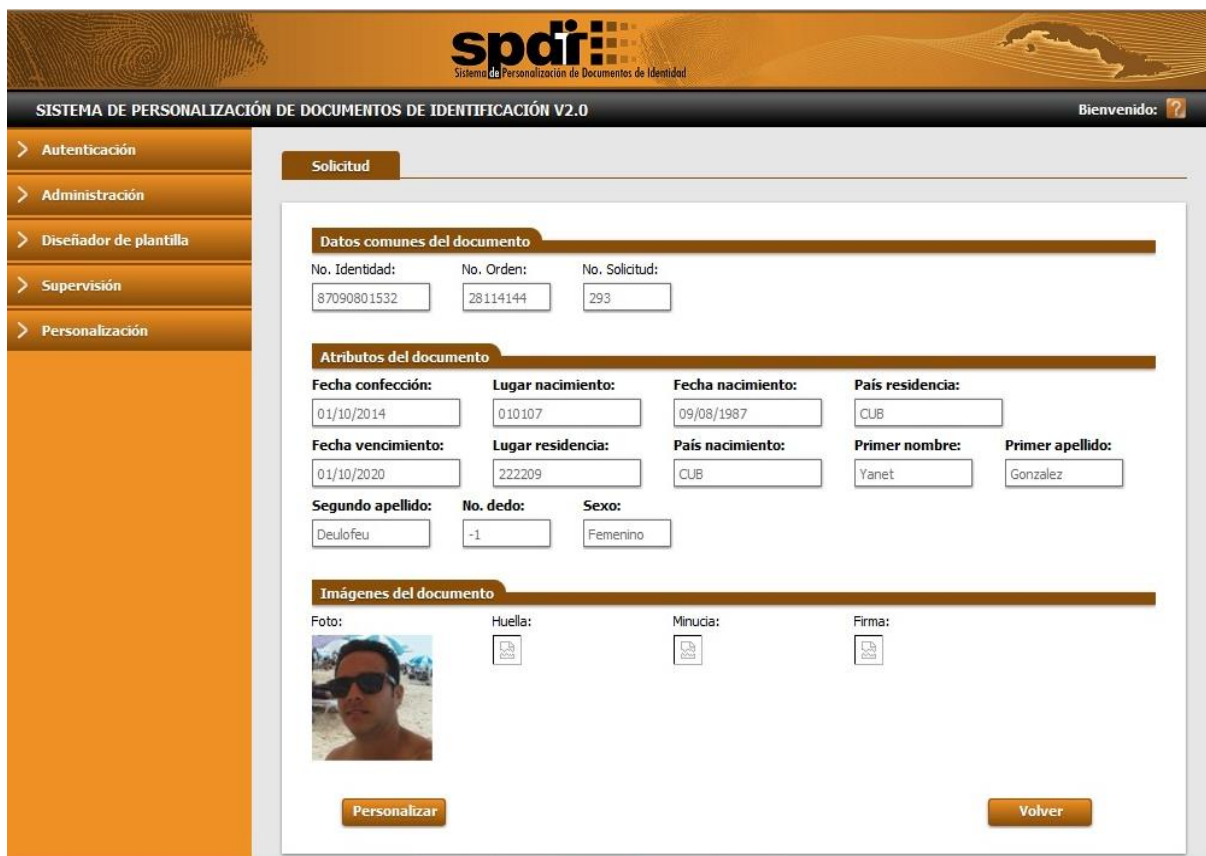 spdi
Sistema de Personalización de Documentos de Identidad
SISTEMA DE PERSONALIZACIÓN DE DOCUMENTOS DE IDENTIFICACIÓN V2.0
Bienvenido: ?
Autenticación
Administración
Diseñador de plantilla
Supervisión
Personalización
Solicitud
Datos comunes del documento
No. Identidad: No. Orden: No. Solicitud:
87090801532 28114144 293
Atributos del documento
Fecha confección: Lugar nacimiento: Fecha nacimiento: País residencia:
01/10/2014 010107 09/08/1987 CUB
Fecha vencimiento: Lugar residencia: País nacimiento: Primer nombre: Primer apellido:
01/10/2020 222209 CUB Yanet Gonzalez
Segundo apellido: No. dedo: Sexo:
Deulofeu -1 Femenino
Imágenes del documento
Foto: Huella: Minucia: Firma:
Personalizar Volver